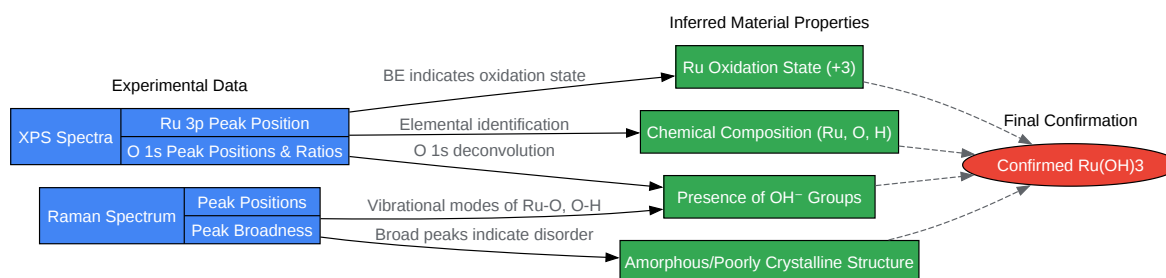 Inferred Material Properties
Experimental Data
Final Confirmation
XPS Spectra
Ru 3p Peak Position
O 1s Peak Positions & Ratios
Raman Spectrum
Peak Positions
Peak Broadness
BE indicates oxidation state
Elemental identification
O 1s deconvolution
Vibrational modes of Ru-O, O-H
Broad peaks indicate disorder
Ru Oxidation State (+3)
Chemical Composition (Ru, O, H)
Presence of OH⁻ Groups
Amorphous/Poorly Crystalline Structure
Confirmed Ru(OH)3